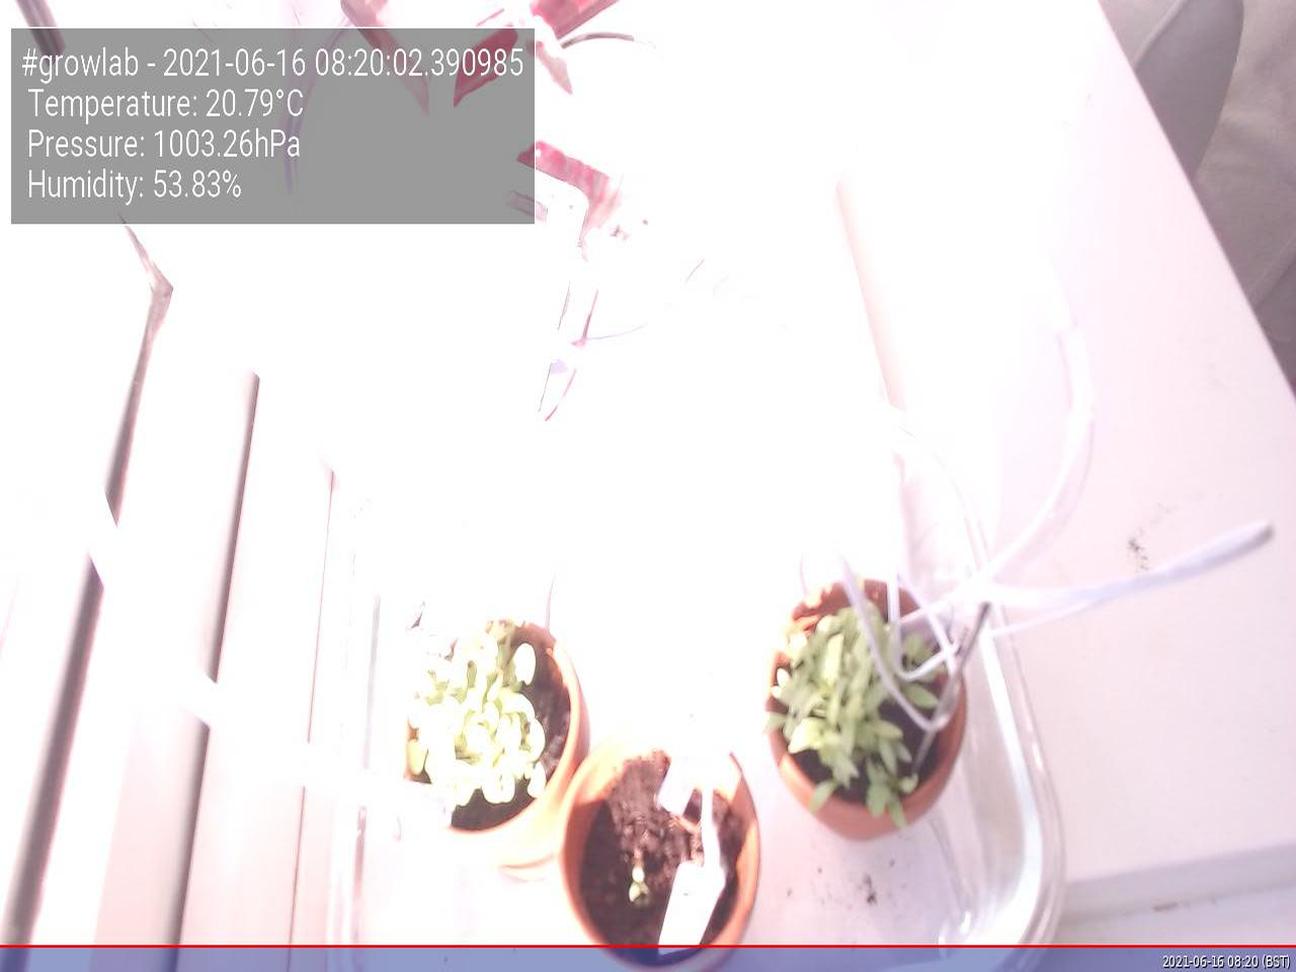 #growlab - 2021-06-16 08:20:02.390985
Temperature: 20.79°C
Pressure: 1003.26hPa
Humidity: 53.83%
2021-06-16 08:20 (BST)